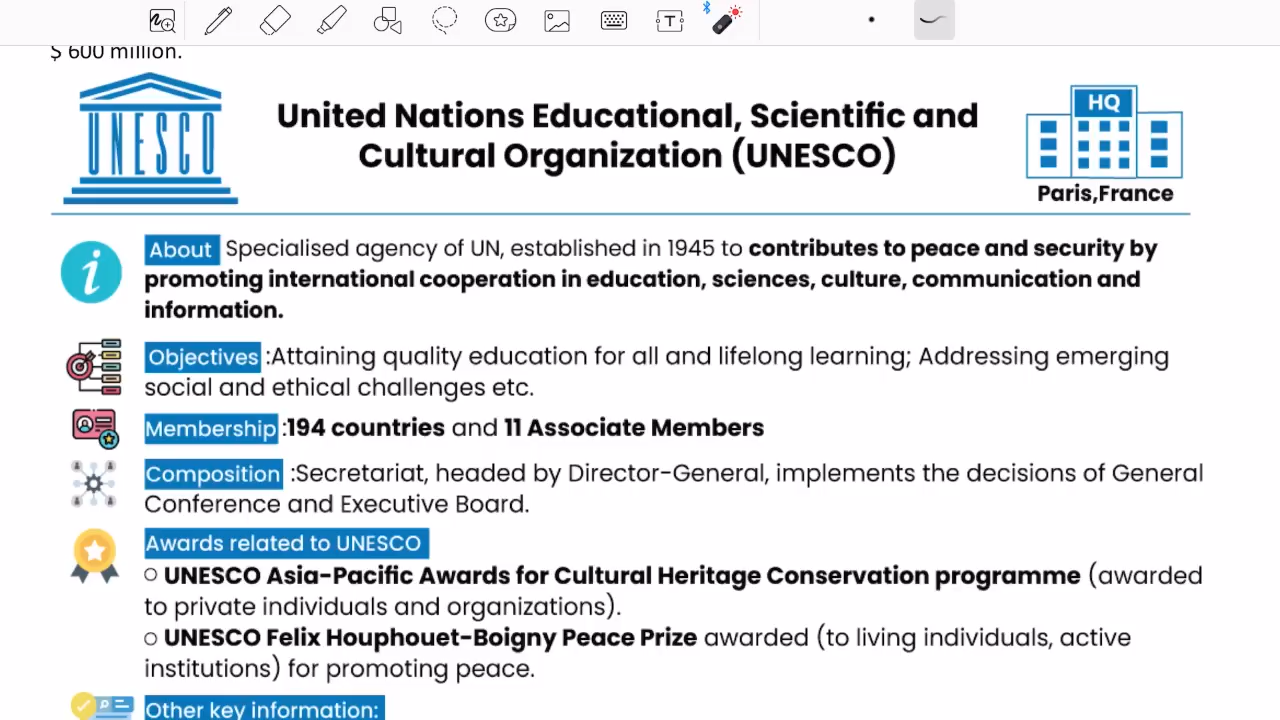 $ 600 million.
UNESCO
United Nations Educational, Scientific and
Cultural Organization (UNESCO)
HQ
Paris,France
About Specialised agency of UN, established in 1945 to contributes to peace and security by
promoting international cooperation in education, sciences, culture, communication and
information.
Objectives :Attaining quality education for all and lifelong learning; Addressing emerging
social and ethical challenges etc.
Membership :194 countries and 11 Associate Members
Composition :Secretariat, headed by Director-General, implements the decisions of General
Conference and Executive Board.
Awards related to UNESCO
○ UNESCO Asia-Pacific Awards for Cultural Heritage Conservation programme (awarded
to private individuals and organizations).
○ UNESCO Felix Houphouet-Boigny Peace Prize awarded (to living individuals, active
institutions) for promoting peace.
Other key information: